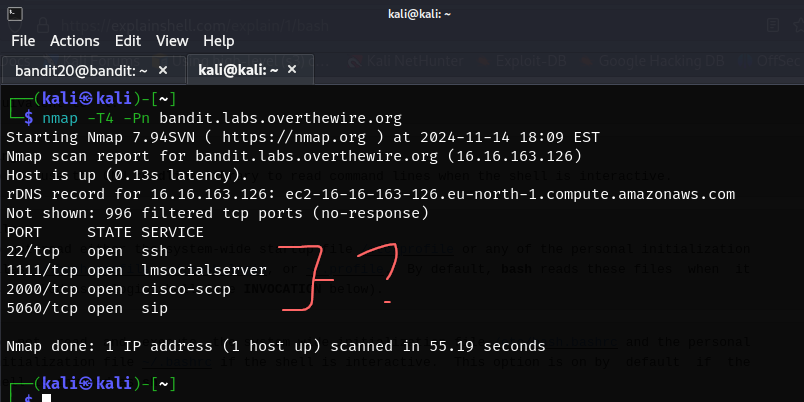 kali@kali: ~
File Actions Edit View Help
bandit20@bandit: ~ × kali@kali: ~ ×
┌──(kali㉿kali)-[~]
└─$ nmap -T4 -Pn bandit.labs.overthewire.org
Starting Nmap 7.94SVN ( https://nmap.org ) at 2024-11-14 18:09 EST
Nmap scan report for bandit.labs.overthewire.org (16.16.163.126)
Host is up (0.13s latency).
rDNS record for 16.16.163.126: ec2-16-16-163-126.eu-north-1.compute.amazonaws.com
Not shown: 996 filtered tcp ports (no-response)
PORT STATE SERVICE
22/tcp open ssh
1111/tcp open lmsocialserver
2000/tcp open cisco-sccp
5060/tcp open sip
?
Nmap done: 1 IP address (1 host up) scanned in 55.19 seconds
┌──(kali㉿kali)-[~]
└─$